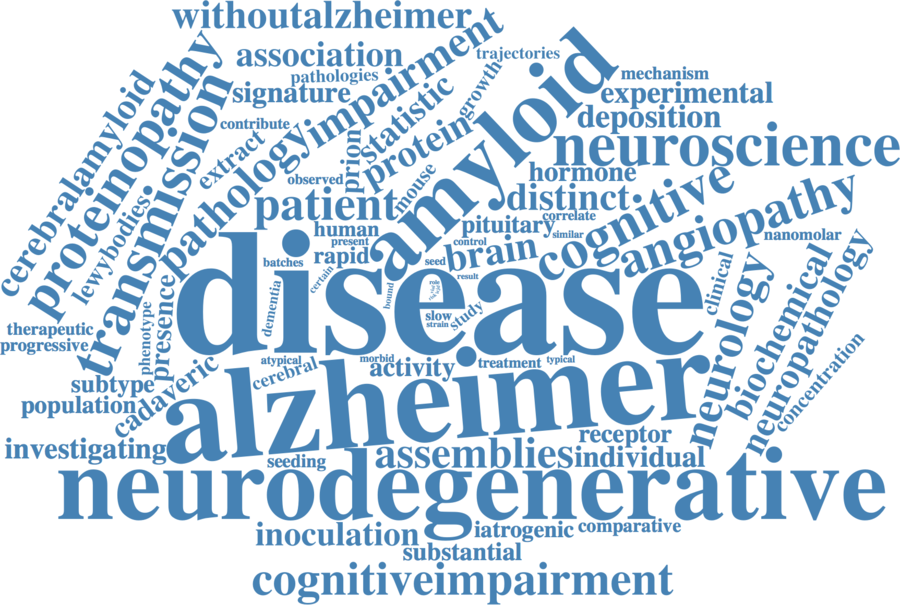 withoutalzheimer
association
impairment
trajectories
pathologies
growth
mechanism
signature
statistic
experimental
cerebralamyloid
proteinopathy
contribute
amyloid
deposition
transmission
extract
prion
protein
neuroscience
observed
mouse
hormone
pathology
patient
distinct
cognitive
lewybodies
human
pituitary
correlate
angiopathy
present
control
similar
nanomolar
rapid
brain
batches
certain
seed
disease
result
role
bound
clinical
neurology
biochemical
neuropathology
dementia
slow
strain
study
therapeutic
progressive
phenotype
presence
atypical
morbid
activity
treatment
typical
cerebral
subtype
cadaveric
population
alzheimer
concentration
investigating
receptor
seeding
assemblies
individual
neurodegenerative
inoculation
iatrogenic
comparative
substantial
cognitiveimpairment